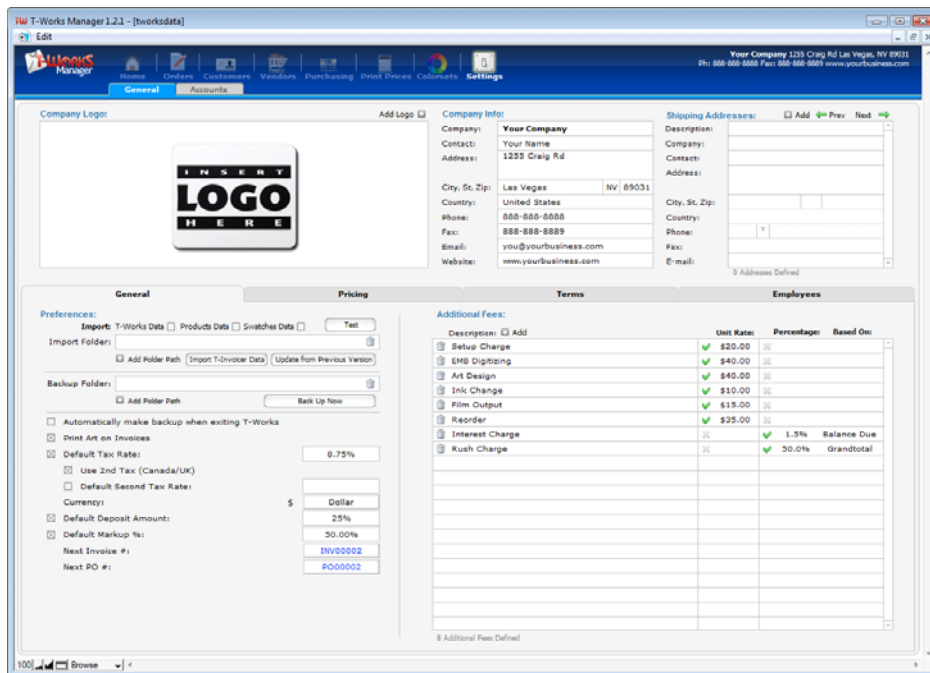 TW T-Works Manager 1.2.1 - [tworksdata]
Edit
T-Works Manager
Home Orders Customers Vendors Purchasing Print Prices Colorsets Settings
Your Company 1255 Craig Rd Las Vegas, NV 89031
Ph: 888-888-8888 Fax: 888-888-8889 www.yourbusiness.com
General Accounts
Company Logo: Add Logo
INSERT
LOGO
HERE
Company Info:
Company: Your Company
Contact: Your Name
Address: 1255 Craig Rd
City, St, Zip: Las Vegas NV 89031
Country: United States
Phone: 888-888-8888
Fax: 888-888-8889
Email: you@yourbusiness.com
Website: www.yourbusiness.com
Shipping Addresses: Add Prev Next
Description:
Company:
Contact:
Address:
City, St, Zip:
Country:
Phone:
Fax:
E-mail:
0 Addresses Defined
General Pricing Terms Employees
Preferences:
Import: T-Works Data Products Data Swatches Data Test
Import Folder:
Add Folder Path Import T-Invoicer Data Update from Previous Version
Backup Folder:
Add Folder Path Back Up Now
Automatically make backup when exiting T-Works
Print Art on Invoices
Default Tax Rate: 8.75%
Use 2nd Tax (Canada/UK)
Default Second Tax Rate:
Currency: $ Dollar
Default Deposit Amount: 25%
Default Markup %: 50.00%
Next Invoice #: INV00002
Next PO #: PO00002
Additional Fees:
Description: Add Unit Rate: Percentage: Based On:
Setup Charge $20.00
EMB Digitizing $40.00
Art Design $40.00
Ink Change $10.00
Film Output $15.00
Reorder $35.00
Interest Charge 1.5% Balance Due
Rush Charge 50.0% Grandtotal
8 Additional Fees Defined
100 Browse